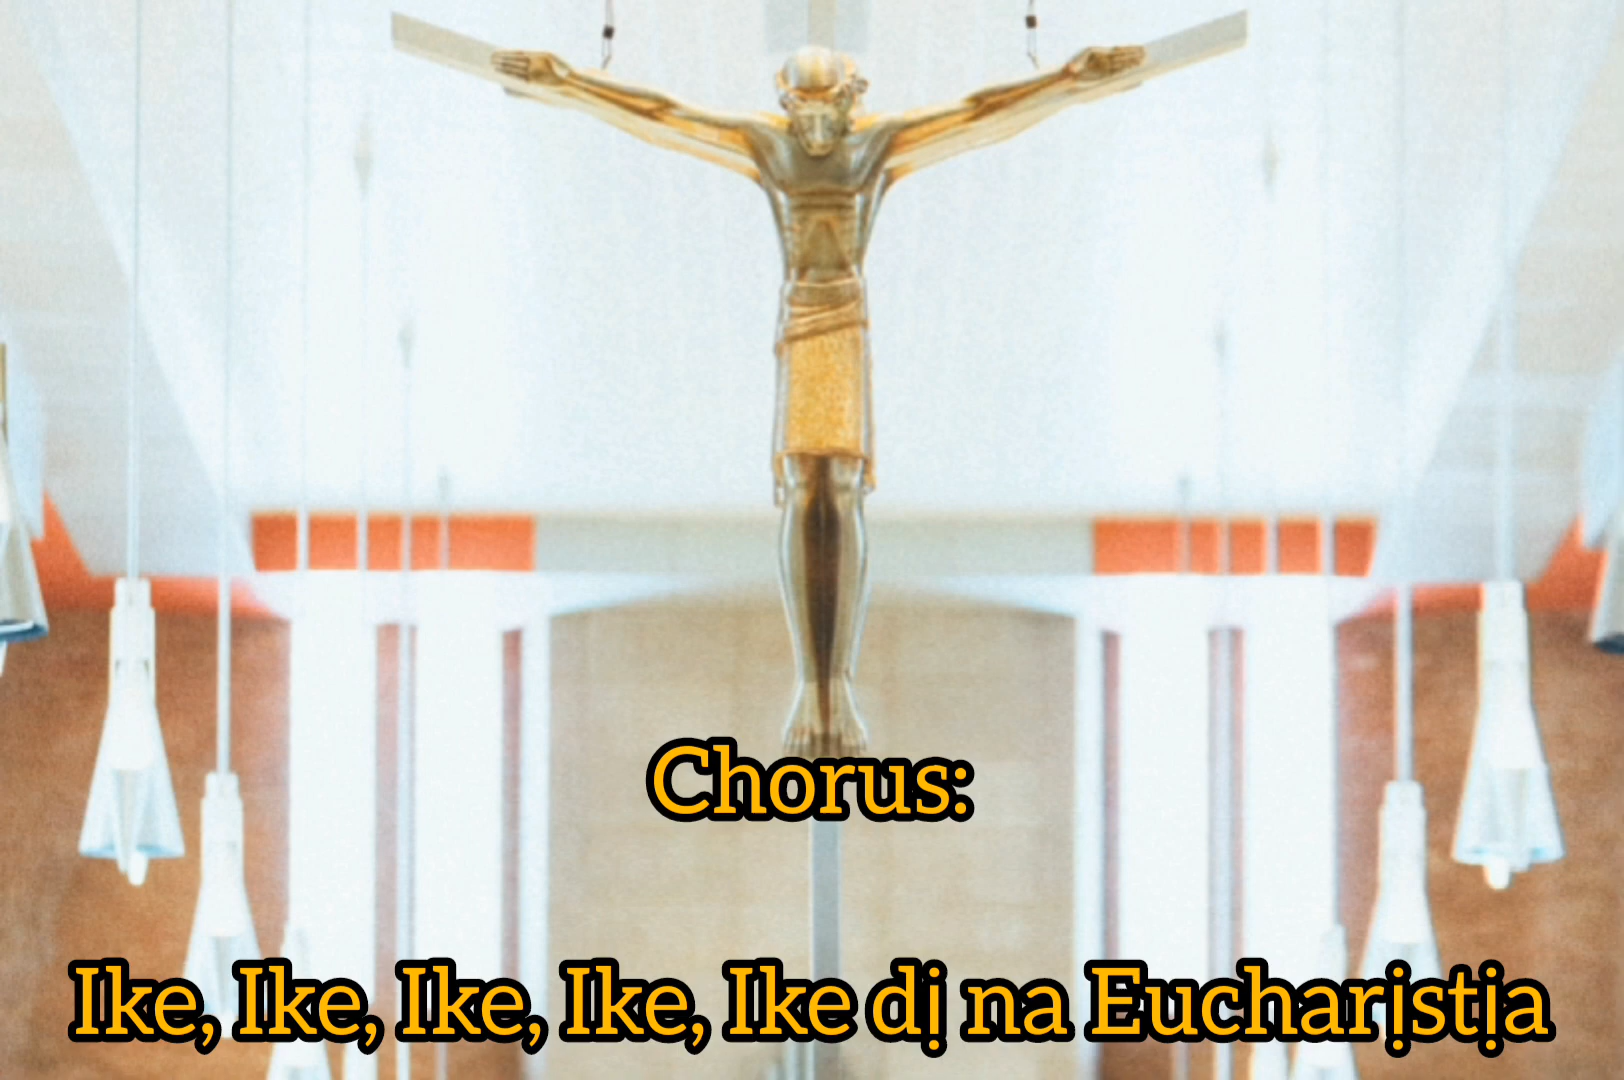 Chorus:
Ike, Ike, Ike, Ike, Ike dị na Eucharịstịa